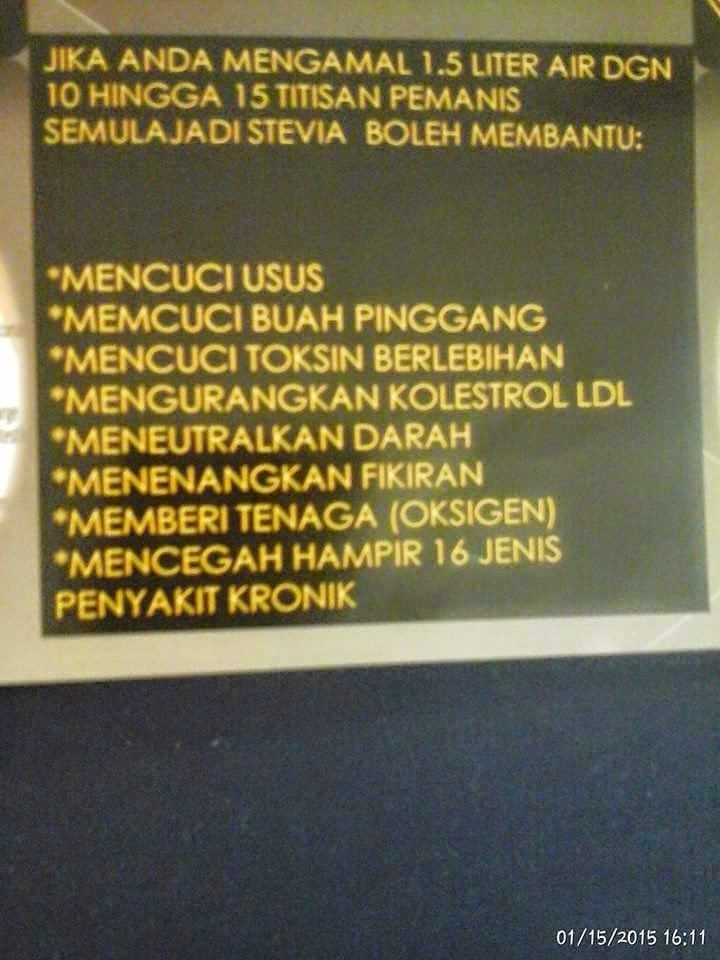 JIKA ANDA MENGAMAL 1.5 LITER AIR DGN
10 HINGGA 15 TITISAN PEMANIS
SEMULAJADI STEVIA BOLEH MEMBANTU:
*MENCUCI USUS
*MEMCUCI BUAH PINGGANG
*MENCUCI TOKSIN BERLEBIHAN
*MENGURANGKAN KOLESTROL LDL
*MENEUTRALKAN DARAH
*MENENANGKAN FIKIRAN
*MEMBERI TENAGA (OKSIGEN)
*MENCEGAH HAMPIR 16 JENIS
PENYAKIT KRONIK
01/15/2015 16:11